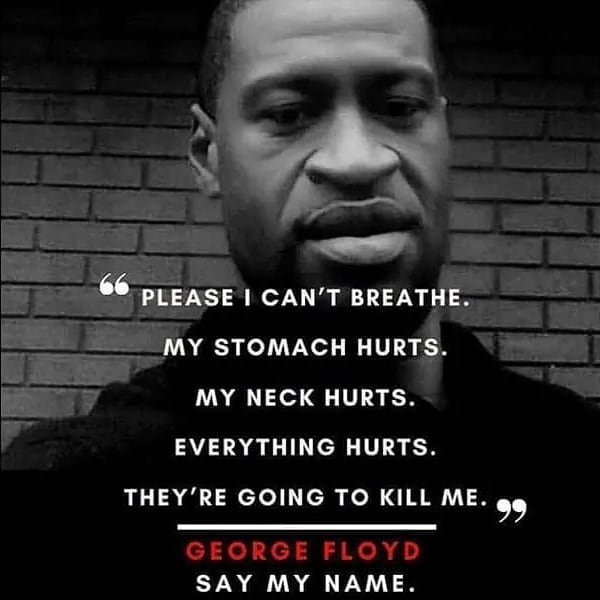 “ PLEASE I CAN’T BREATHE.
MY STOMACH HURTS.
MY NECK HURTS.
EVERYTHING HURTS.
THEY’RE GOING TO KILL ME. ”
GEORGE FLOYD
SAY MY NAME.